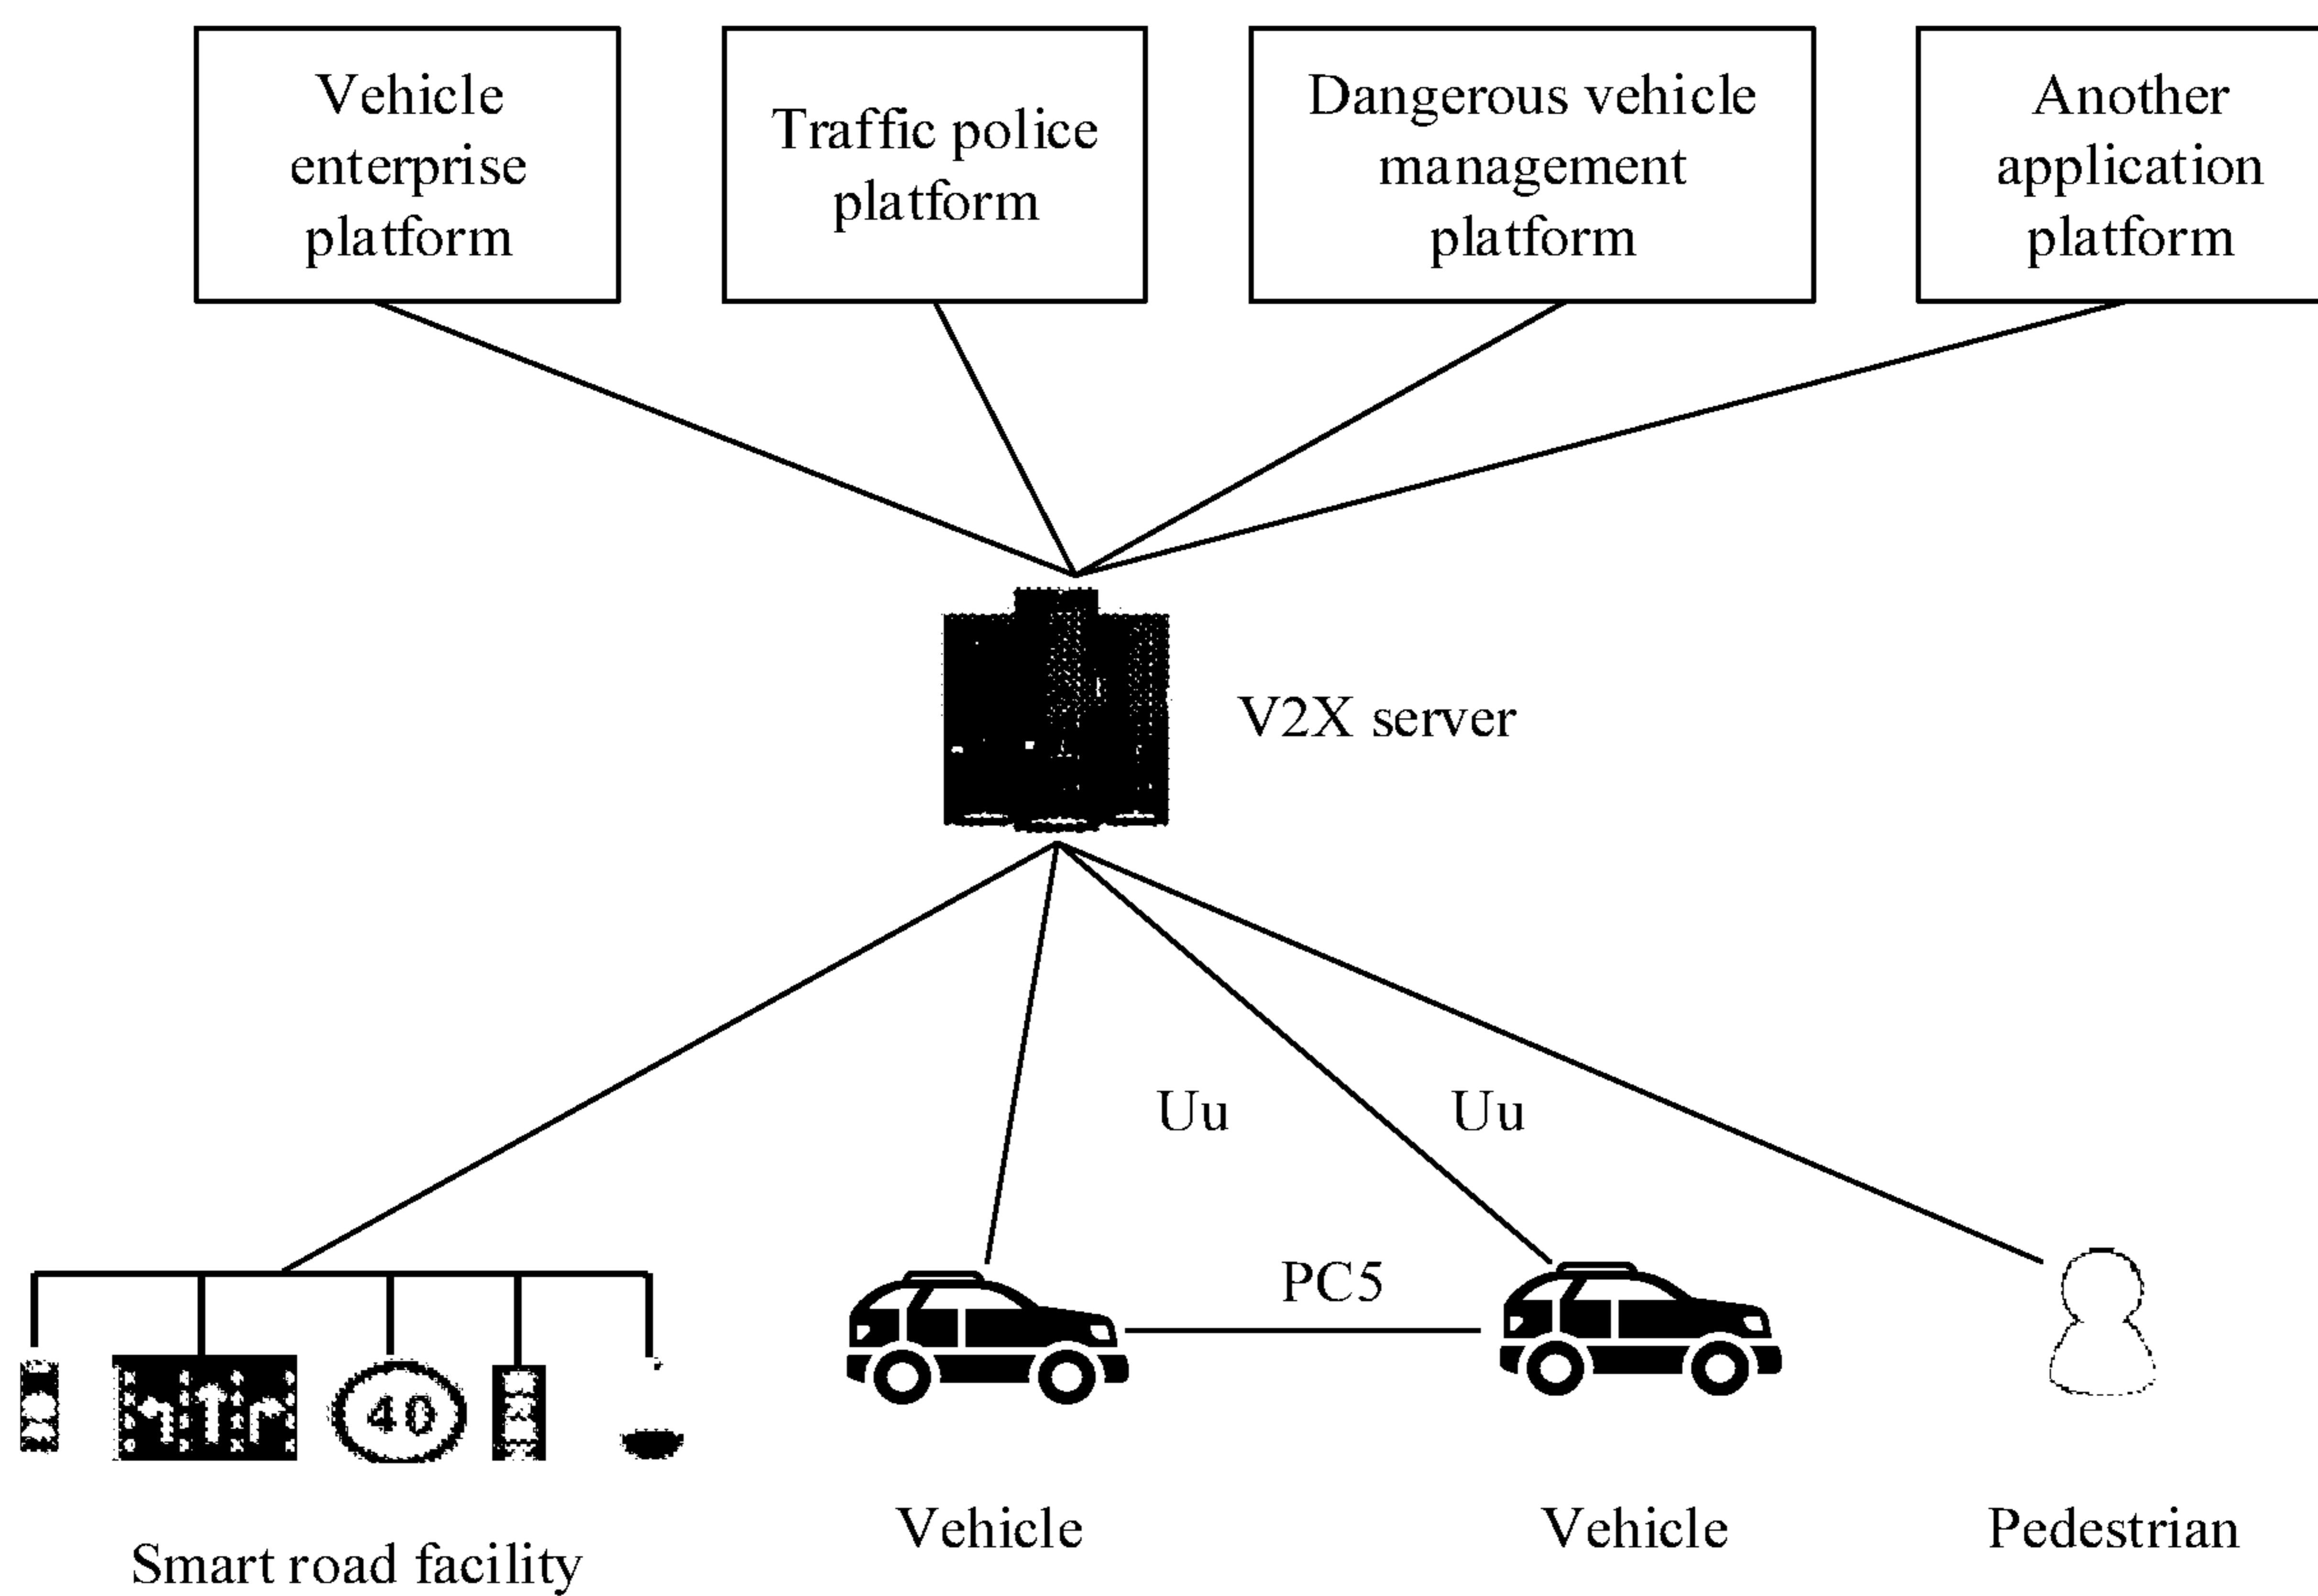 Vehicle
enterprise
platform
Traffic police
platform
Dangerous vehicle
management
platform
Another
application
platform
V2X server
Uu
Uu
PC5
40
Vehicle
Vehicle
Pedestrian
Smart road facility